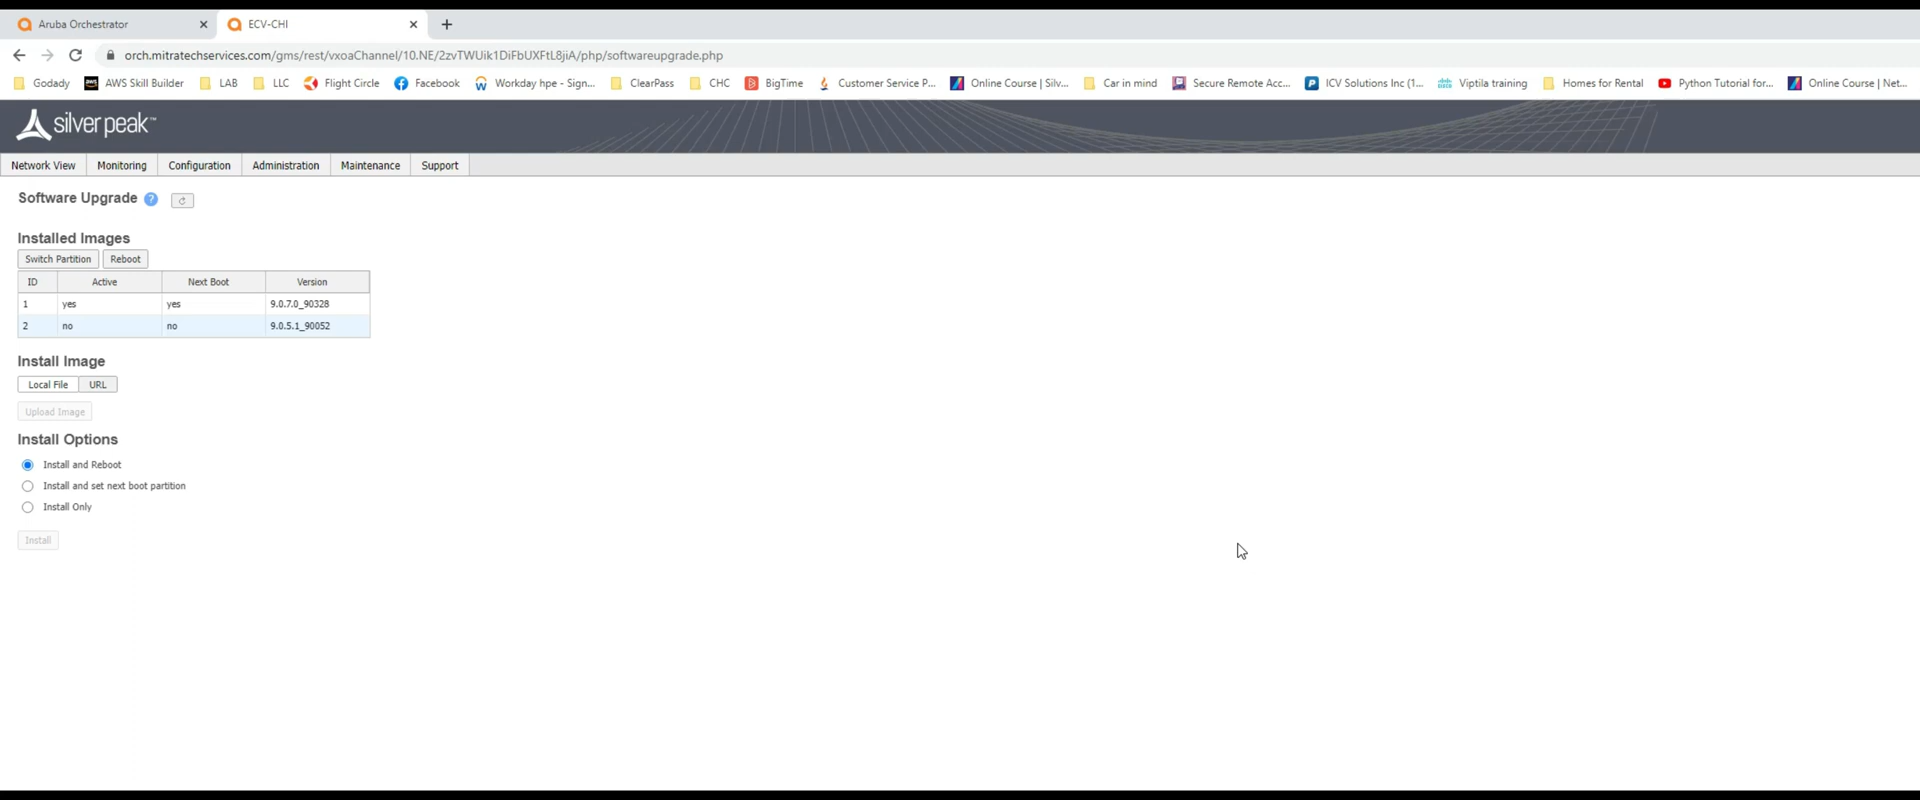 Aruba Orchestrator ECV-CHI
orch.mitratechservices.com/gms/rest/vxoaChannel/10.NE/2zvTWUik1DiFbUXFtL8jiA/php/softwareupgrade.php
Godady AWS Skill Builder LAB LLC Flight Circle Facebook Workday hpe - Sign... ClearPass CHC BigTime Customer Service P... Online Course | Silv... Car in mind Secure Remote Acc... ICV Solutions Inc (1... Viptila training Homes for Rental Python Tutorial for... Online Course | Net...
silver peak™
Network View Monitoring Configuration Administration Maintenance Support
Software Upgrade ?
Installed Images
Switch Partition Reboot
ID Active Next Boot Version
1 yes yes 9.0.7.0_90328
2 no no 9.0.5.1_90052
Install Image
Local File URL
Upload Image
Install Options
Install and Reboot
Install and set next boot partition
Install Only
Install